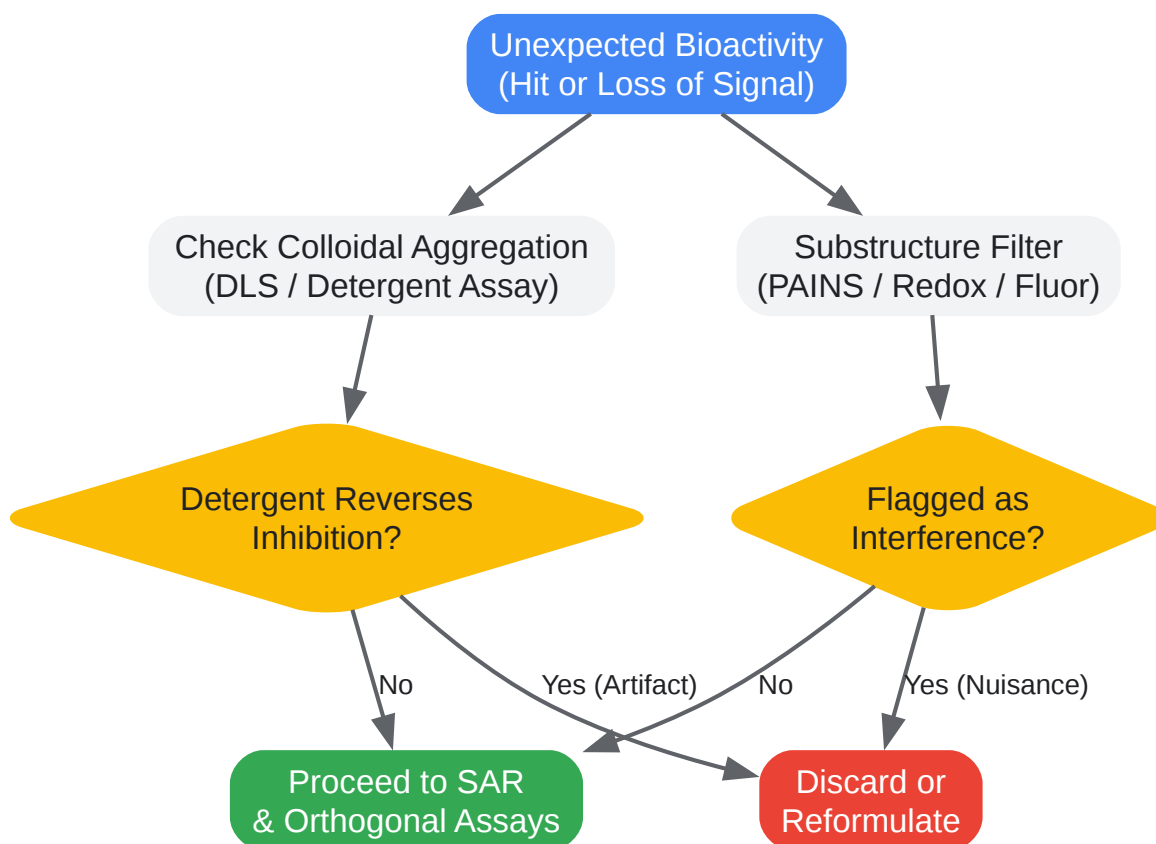 Unexpected Bioactivity
(Hit or Loss of Signal)
Check Colloidal Aggregation
(DLS / Detergent Assay)
Substructure Filter
(PAINS / Redox / Fluor)
Detergent Reverses
Inhibition?
Flagged as
Interference?
No
Yes (Artifact)
No
Yes (Nuisance)
Proceed to SAR
& Orthogonal Assays
Discard or
Reformulate